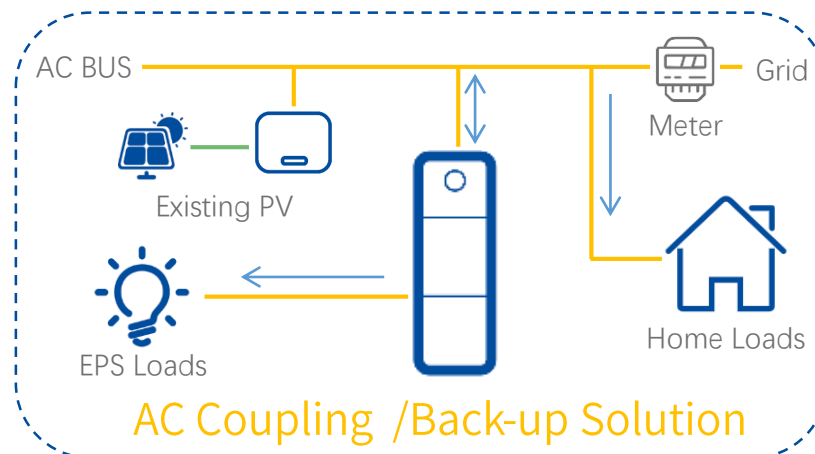 AC BUS
Grid
Meter
Existing PV
EPS Loads
Home Loads
AC Coupling /Back-up Solution